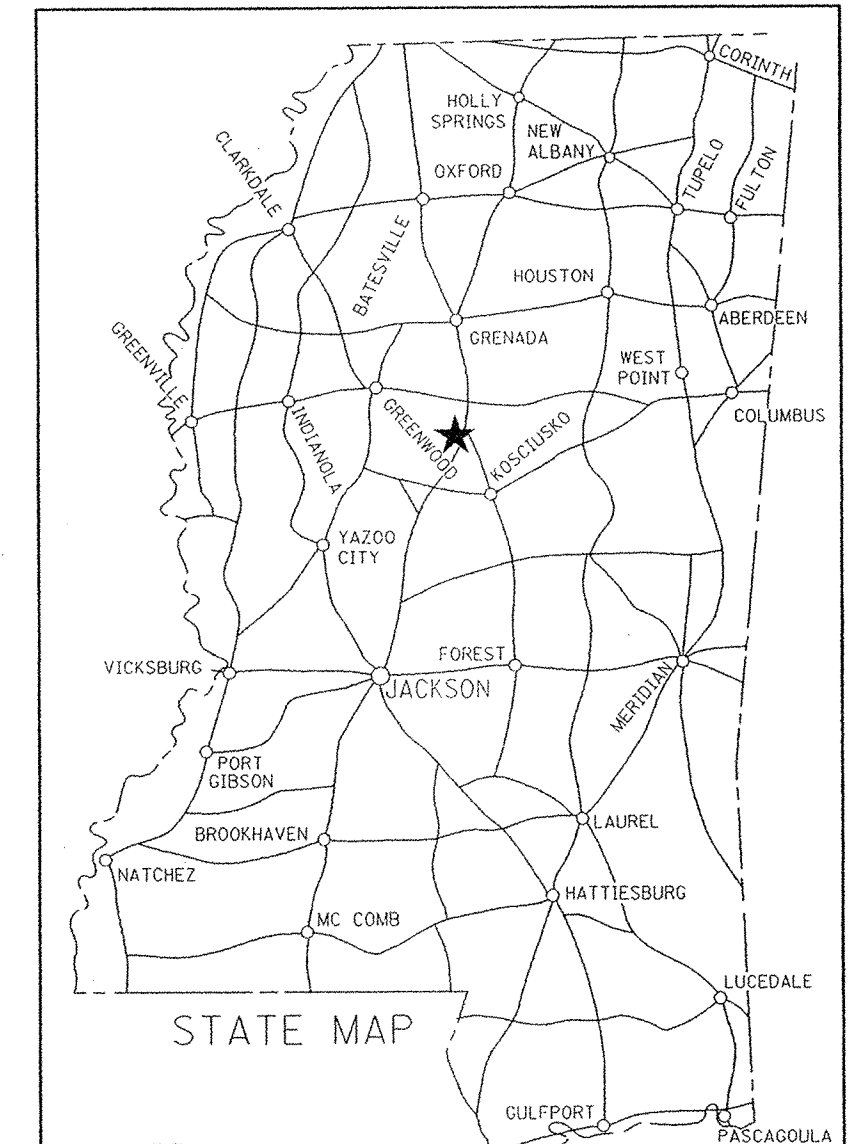 CORINTH
HOLLY
SPRINGS
NEW
ALBANY
CLARKDALE
OXFORD
TUPELO
FULTON
BATESVILLE
HOUSTON
ABERDEEN
GREENVILLE
GRENADA
WEST
POINT
COLUMBUS
INDIANOLA
GREENWOOD
KOSCIUSKO
YAZOO
CITY
VICKSBURG
FOREST
JACKSON
MERIDIAN
PORT
GIBSON
BROOKHAVEN
LAUREL
NATCHEZ
HATTIESBURG
MC COMB
LUCEDALE
STATE MAP
GULFPORT
PASCAGOULA